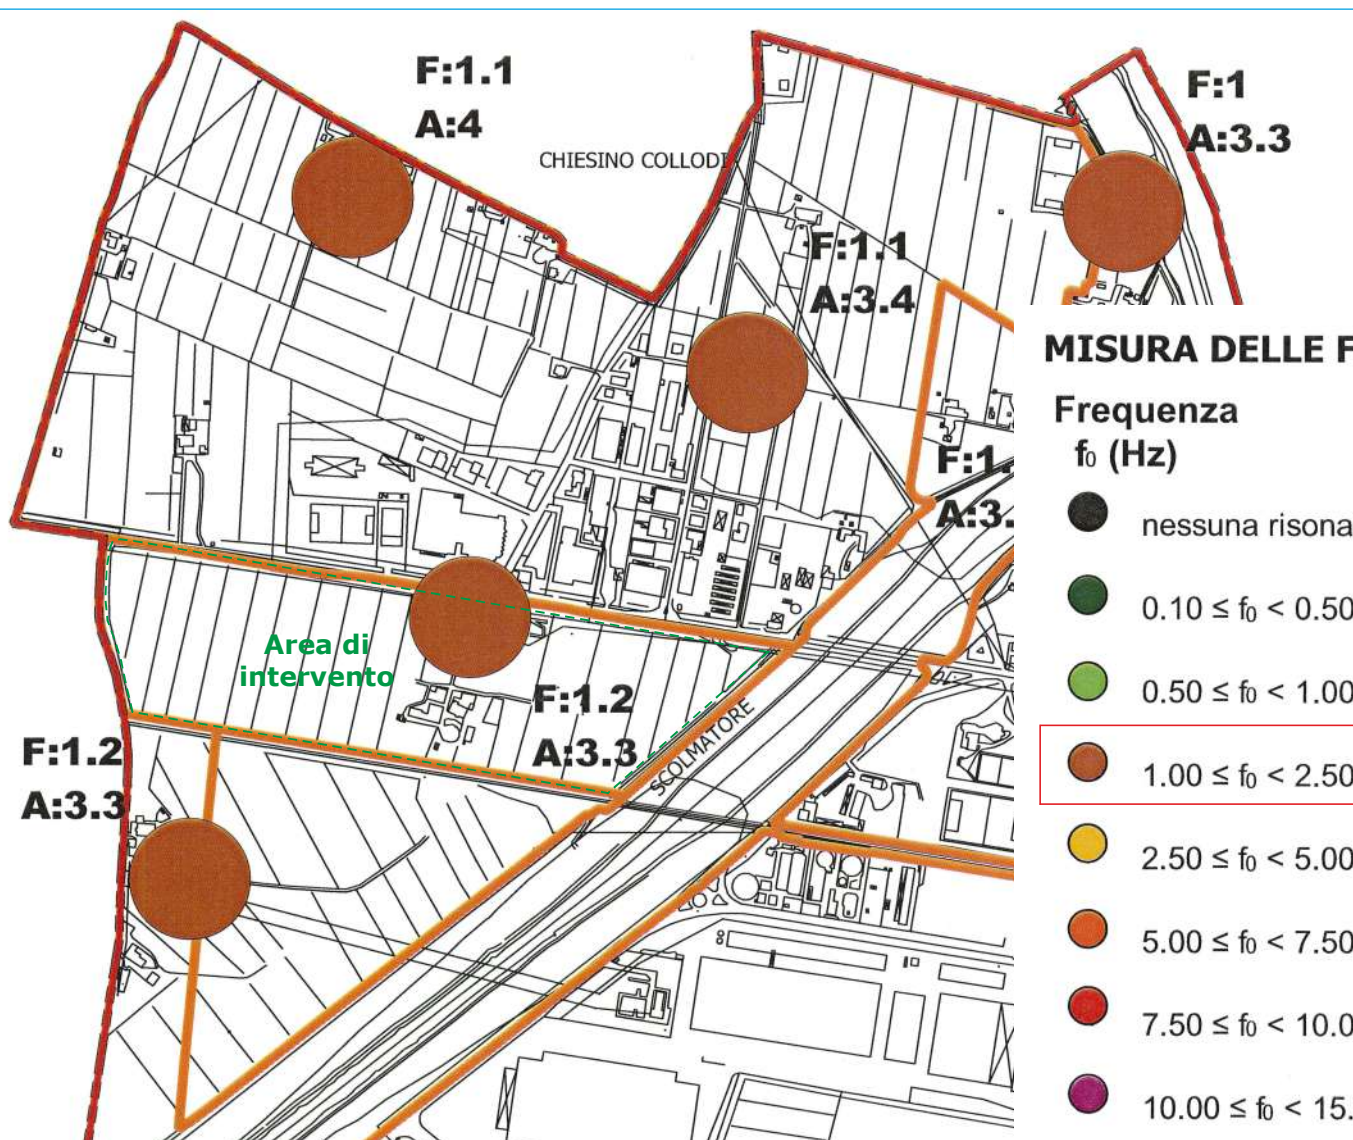 F:1.1
A:4
CHIESINO COLLODI
F:1
A:3.3
F:1.1
A:3.4
F:1.
A:3.
Area di
intervento
F:1.2
A:3.3
SCOLMATORE
F:1.2
A:3.3
MISURA DELLE F
Frequenza
f0 (Hz)
nessuna risona
0.10 ≤ f0 < 0.50
0.50 ≤ f0 < 1.00
1.00 ≤ f0 < 2.50
2.50 ≤ f0 < 5.00
5.00 ≤ f0 < 7.50
7.50 ≤ f0 < 10.0
10.00 ≤ f0 < 15.